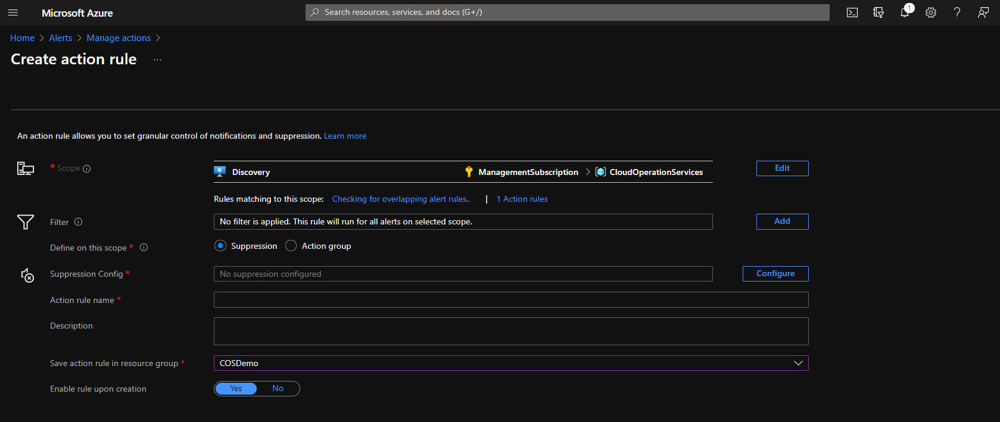 Microsoft Azure
Search resources, services, and docs (G+/)
1
Home > Alerts > Manage actions >
Create action rule ...
An action rule allows you to set granular control of notifications and suppression. Learn more
* Scope
Discovery
ManagementSubscription > CloudOperationServices
Edit
Rules matching to this scope: Checking for overlapping alert rules.. | 1 Action rules
Filter
No filter is applied. This rule will run for all alerts on selected scope.
Add
Define on this scope *
Suppression
Action group
Suppression Config *
No suppression configured
Configure
Action rule name *
Description
Save action rule in resource group *
COSDemo
Enable rule upon creation
Yes
No